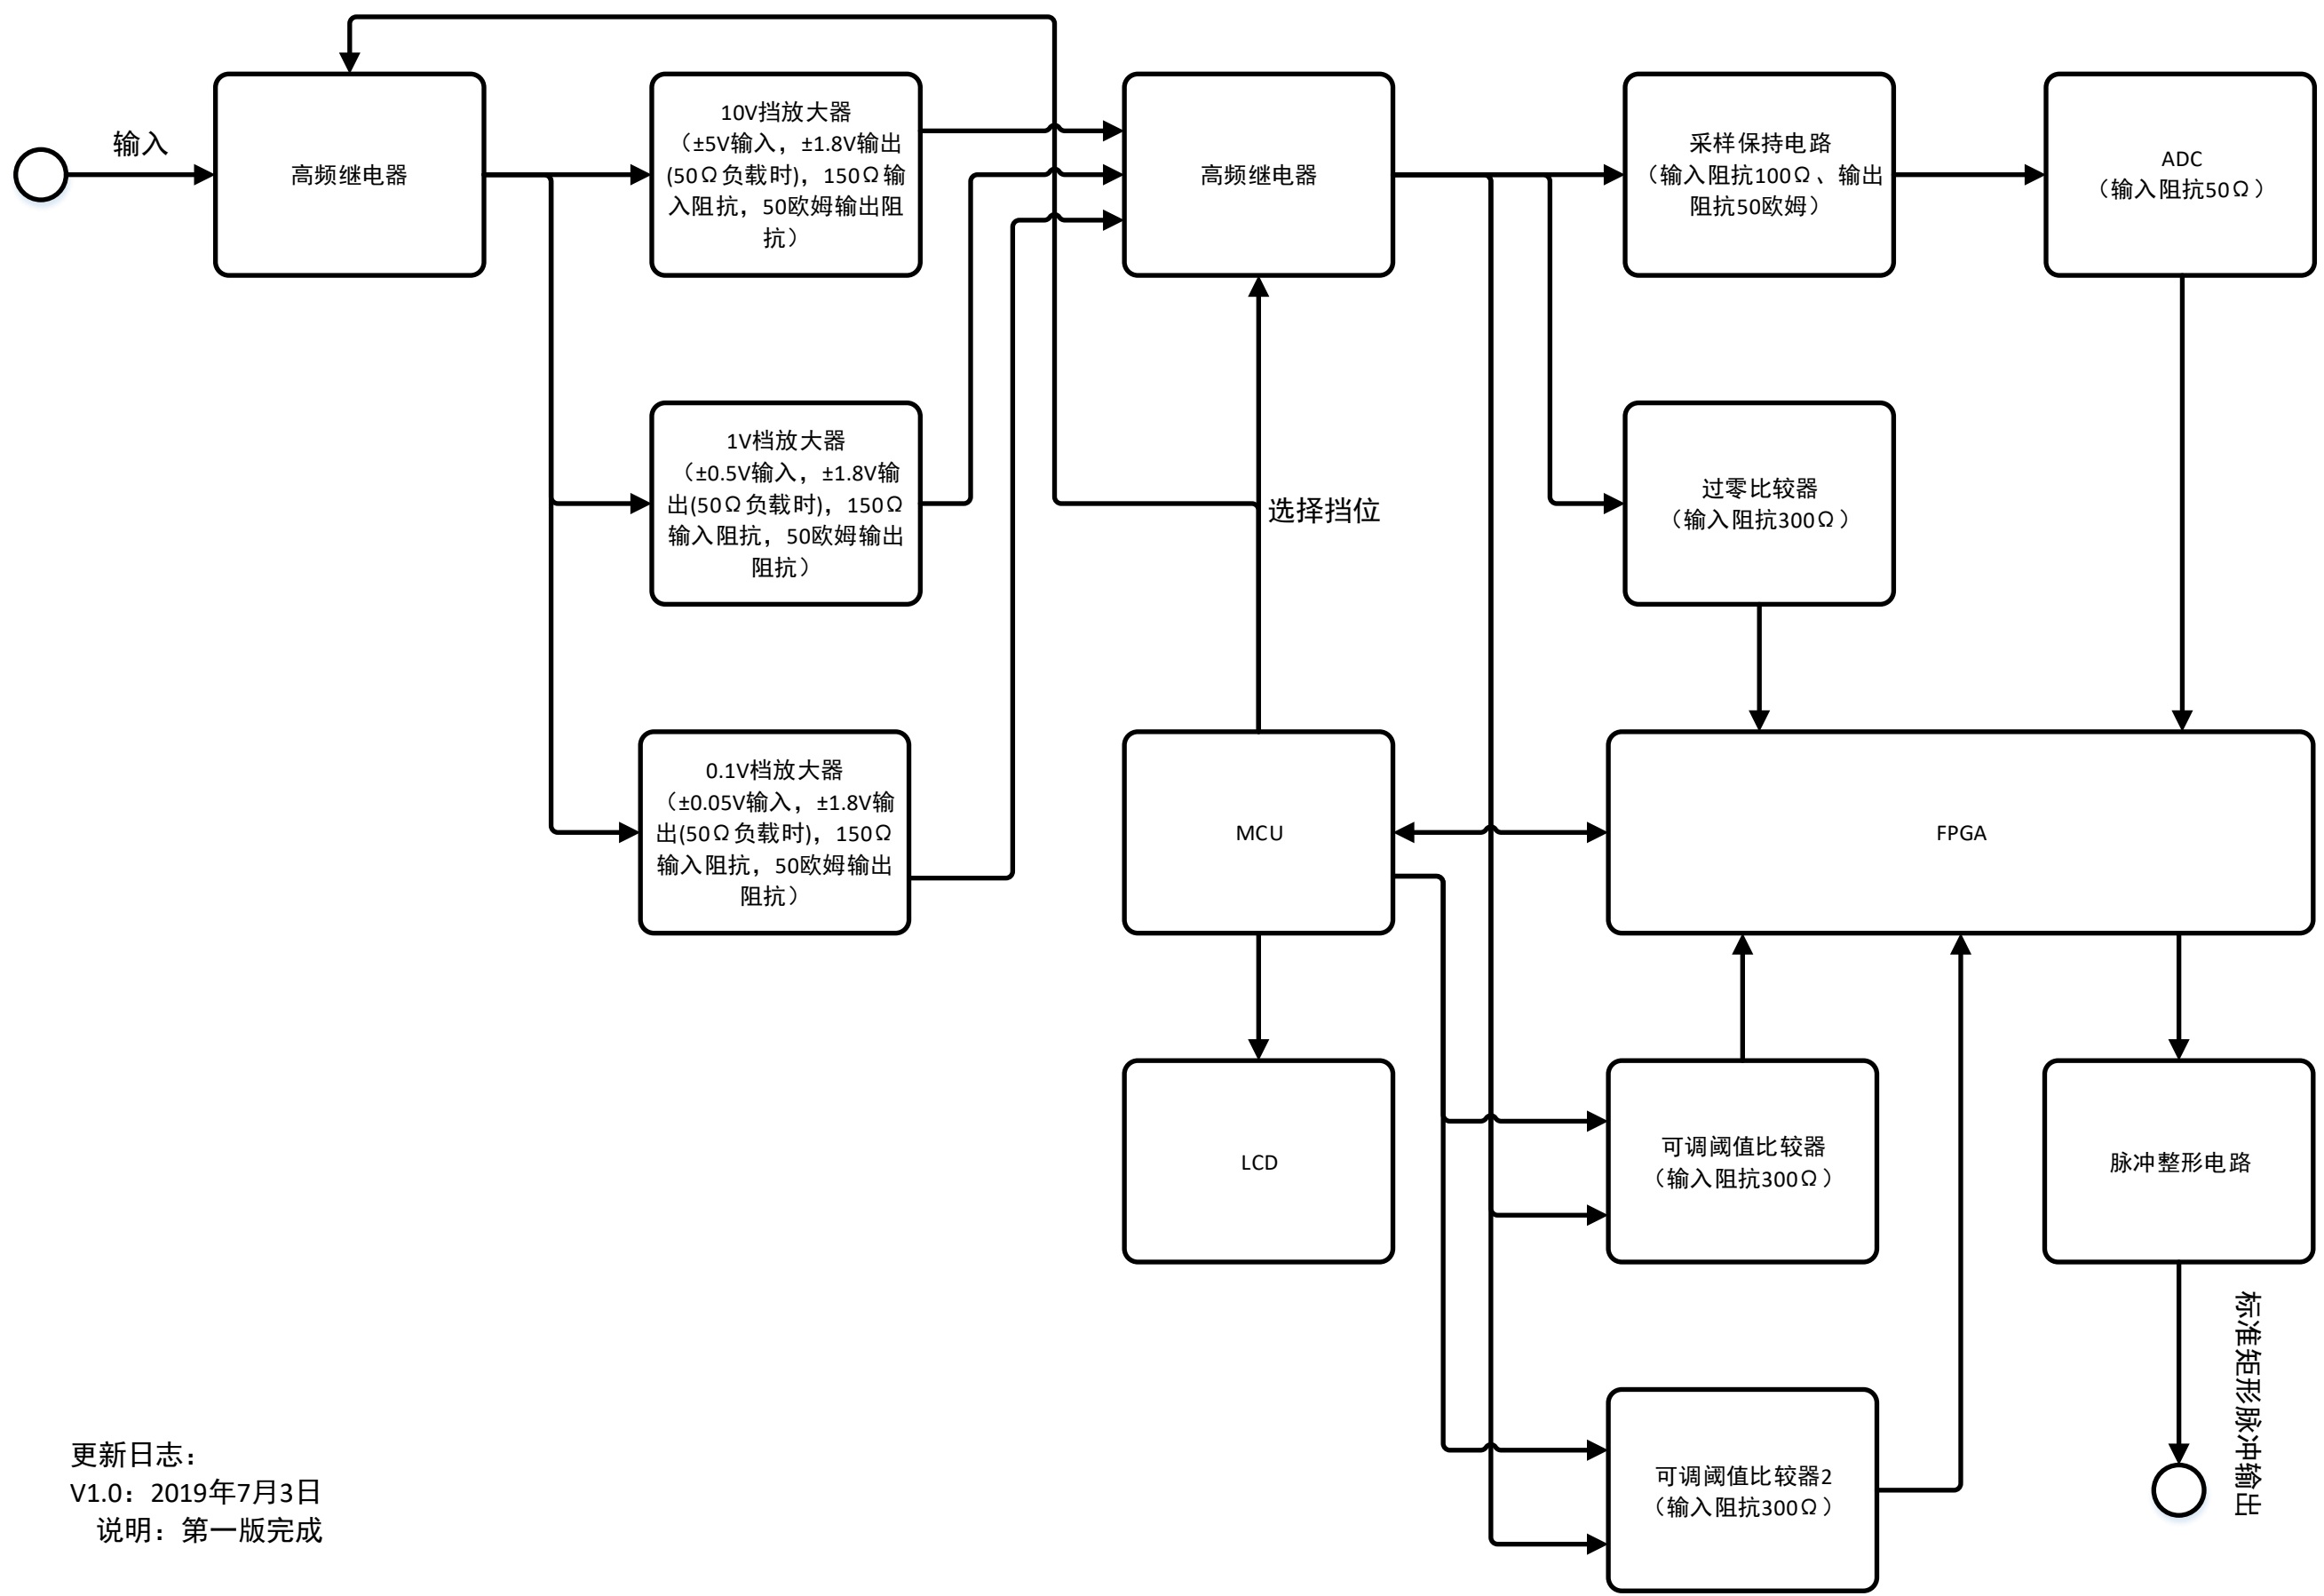 输入
高频继电器
10V挡放大器
（±5V输入，±1.8V输出
(50Ω负载时)，150Ω输
入阻抗，50欧姆输出阻
抗）
高频继电器
采样保持电路
（输入阻抗100Ω、输出
阻抗50欧姆）
ADC
（输入阻抗50Ω）
1V档放大器
（±0.5V输入，±1.8V输
出(50Ω负载时)，150Ω
输入阻抗，50欧姆输出
阻抗）
选择挡位
过零比较器
（输入阻抗300Ω）
0.1V档放大器
（±0.05V输入，±1.8V输
出(50Ω负载时)，150Ω
输入阻抗，50欧姆输出
阻抗）
MCU
FPGA
LCD
可调阈值比较器
（输入阻抗300Ω）
脉冲整形电路
标准矩形脉冲输出
可调阈值比较器2
（输入阻抗300Ω）
更新日志：
V1.0：2019年7月3日
说明：第一版完成